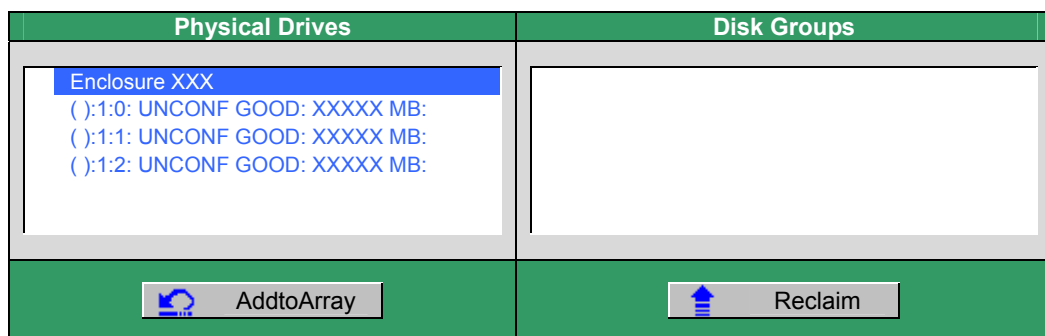 Physical Drives
Disk Groups
Enclosure XXX
( ):1:0: UNCONF GOOD: XXXXX MB:
( ):1:1: UNCONF GOOD: XXXXX MB:
( ):1:2: UNCONF GOOD: XXXXX MB:
AddtoArray
Reclaim